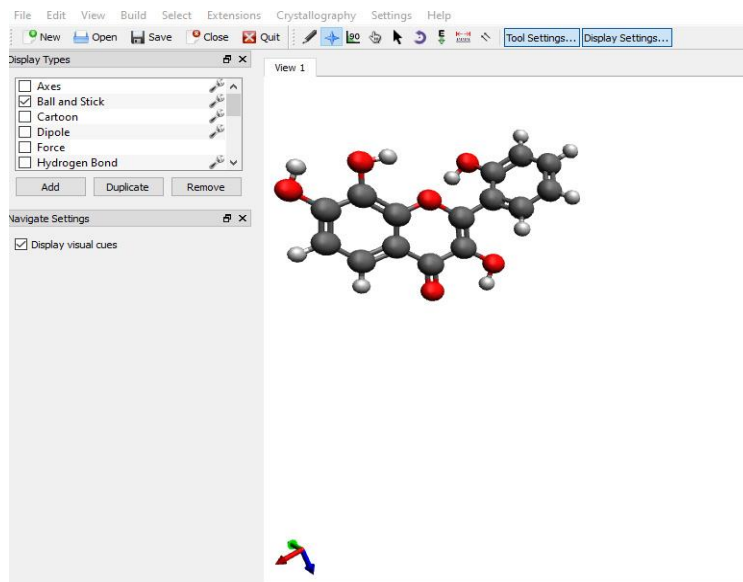 File Edit View Build Select Extensions Crystallography Settings Help
New Open Save Close Quit Tool Settings... Display Settings...
Display Types
View 1
Axes
Ball and Stick
Cartoon
Dipole
Force
Hydrogen Bond
Add Duplicate Remove
Navigate Settings
Display visual cues